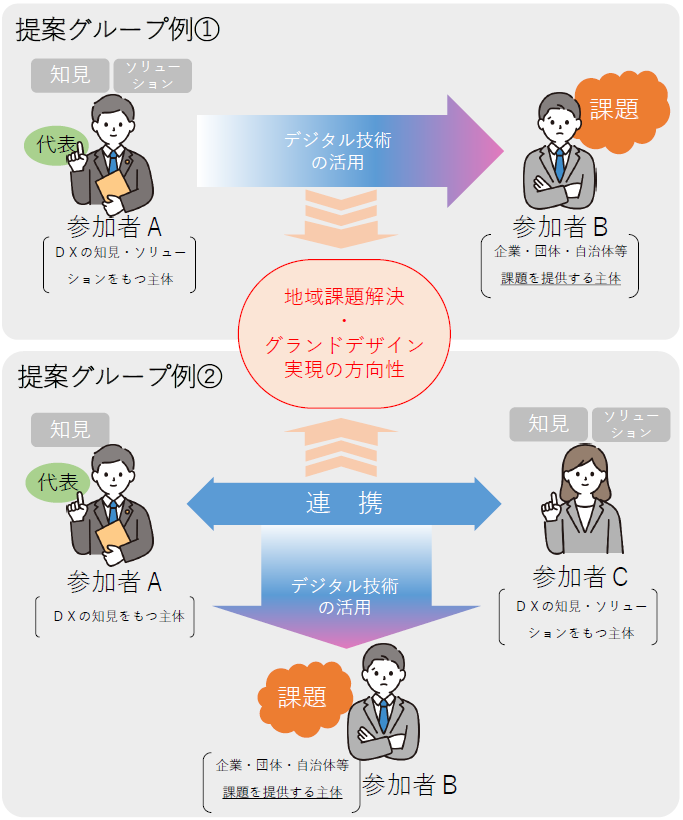 提案グループ例①
知見
ソリュー
ション
代表
参加者A
DXの知見・ソリュー
ションをもつ主体
デジタル技術
の活用
課題
参加者B
企業・団体・自治体等
課題を提供する主体
地域課題解決
・
グランドデザイン
実現の方向性
提案グループ例②
知見
代表
参加者A
DXの知見をもつ主体
連 携
知見
ソリュー
ション
参加者C
DXの知見・ソリュー
ションをもつ主体
デジタル技術
の活用
課題
企業・団体・自治体等
課題を提供する主体
参加者B